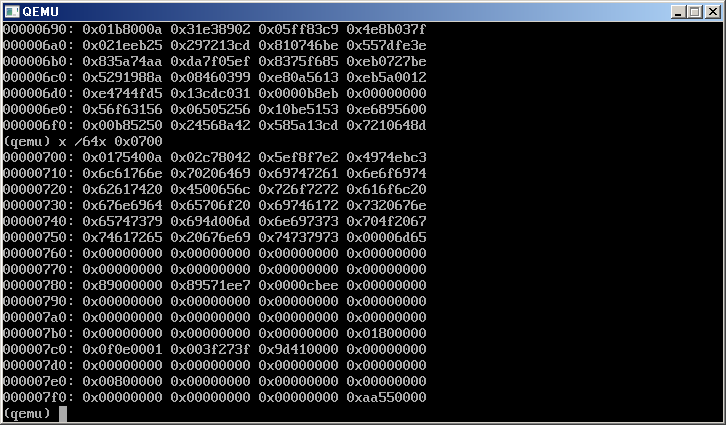 QEMU
00000690: 0x01b8000a 0x31e38902 0x05ff83c9 0x4e8b037f
000006a0: 0x021eeb25 0x297213cd 0x810746be 0x557dfe3e
000006b0: 0x835a74aa 0xda7f05ef 0x8375f685 0xeb0727be
000006c0: 0x5291988a 0x08460399 0xe80a5613 0xeb5a0012
000006d0: 0xe4744fd5 0x13cdc031 0x0000b8eb 0x00000000
000006e0: 0x56f63156 0x06505256 0x10be5153 0xe6895600
000006f0: 0x00b85250 0x24568a42 0x585a13cd 0x7210648d
(qemu) x /64x 0x0700
00000700: 0x0175400a 0x02c78042 0x5ef8f7e2 0x4974ebc3
00000710: 0x6c61766e 0x70206469 0x69747261 0x6e6f6974
00000720: 0x62617420 0x4500656c 0x726f7272 0x616f6c20
00000730: 0x676e6964 0x65706f20 0x69746172 0x7320676e
00000740: 0x65747379 0x694d006d 0x6e697373 0x704f2067
00000750: 0x74617265 0x20676e69 0x74737973 0x00006d65
00000760: 0x00000000 0x00000000 0x00000000 0x00000000
00000770: 0x00000000 0x00000000 0x00000000 0x00000000
00000780: 0x89000000 0x89571ee7 0x0000cbee 0x00000000
00000790: 0x00000000 0x00000000 0x00000000 0x00000000
000007a0: 0x00000000 0x00000000 0x00000000 0x00000000
000007b0: 0x00000000 0x00000000 0x00000000 0x01800000
000007c0: 0x0f0e0001 0x003f273f 0x9d410000 0x00000000
000007d0: 0x00000000 0x00000000 0x00000000 0x00000000
000007e0: 0x00800000 0x00000000 0x00000000 0x00000000
000007f0: 0x00000000 0x00000000 0x00000000 0xaa550000
(qemu)